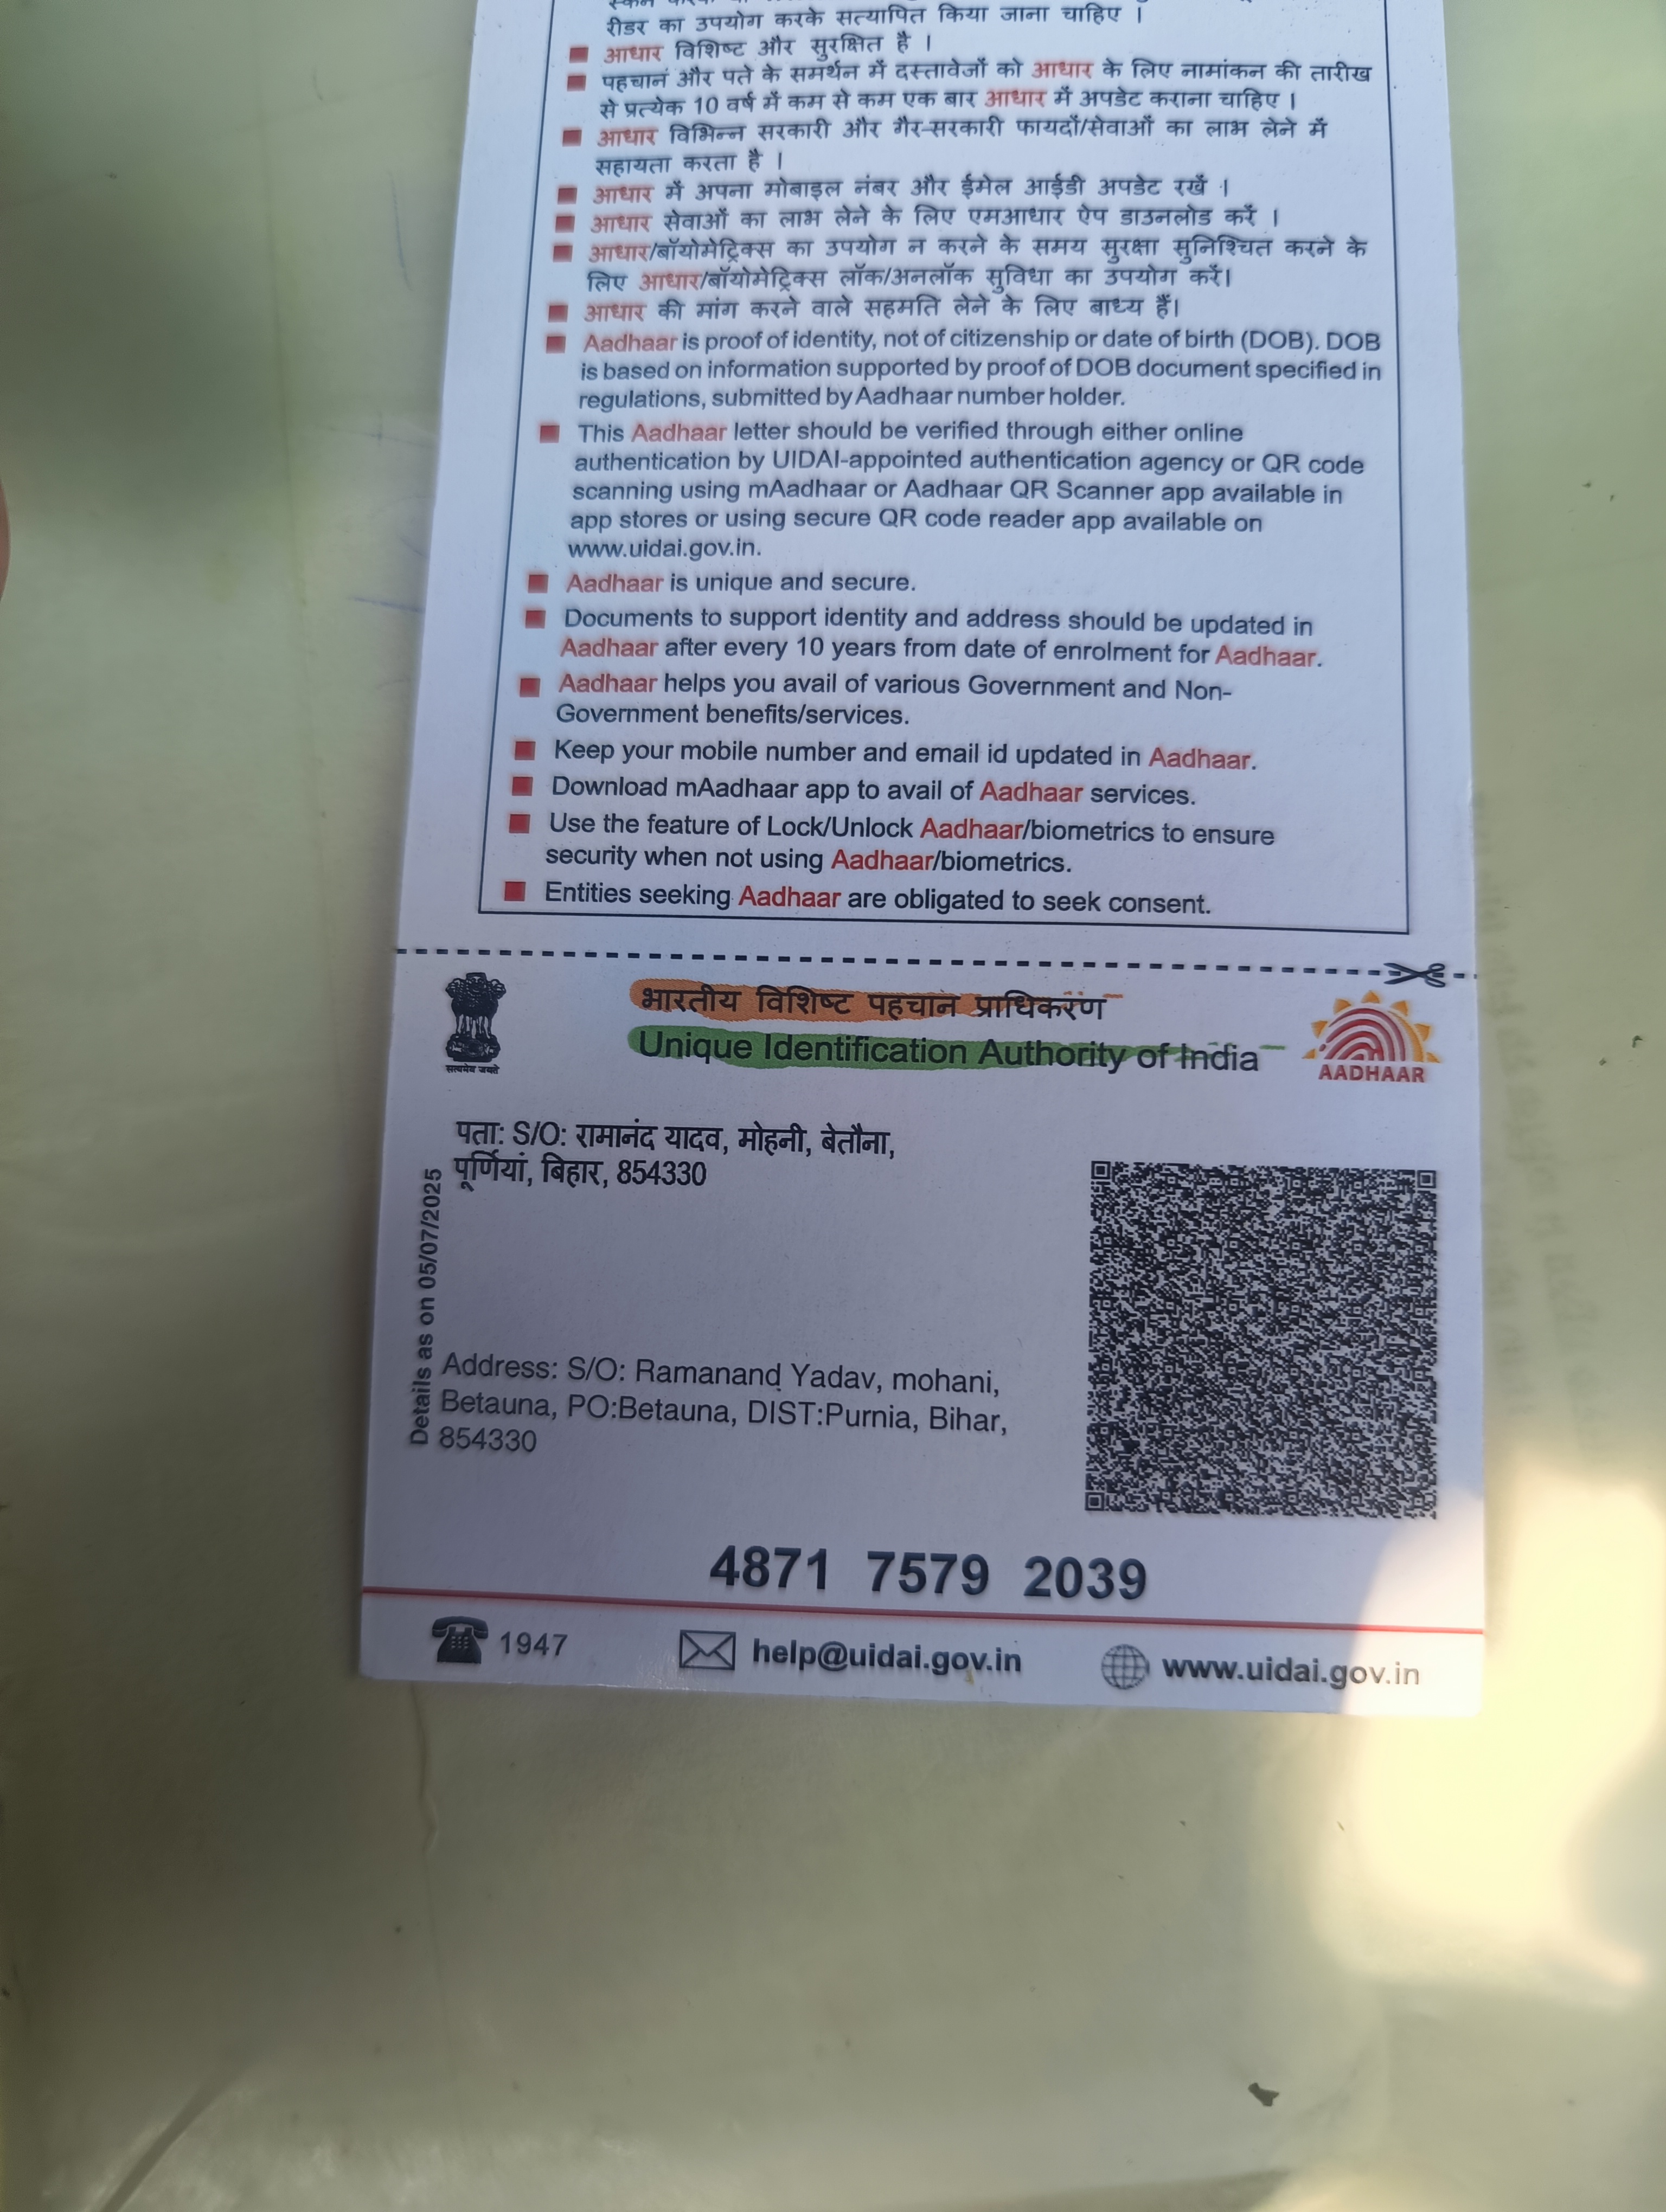 रीडर का उपयोग करके सत्यापित किया जाना चाहिए ।
■ आधार विशिष्ट और सुरक्षित है ।
■ पहचान और पते के समर्थन में दस्तावेजों को आधार के लिए नामांकन की तारीख
से प्रत्येक 10 वर्ष में कम से कम एक बार आधार में अपडेट कराना चाहिए ।
■ आधार विभिन्न सरकारी और गैर-सरकारी फायदों/सेवाओं का लाभ लेने में
सहायता करता है ।
■ आधार में अपना मोबाइल नंबर और ईमेल आईडी अपडेट रखें ।
■ आधार सेवाओं का लाभ लेने के लिए एमआधार ऐप डाउनलोड करें ।
■ आधार/बॉयोमेट्रिक्स का उपयोग न करने के समय सुरक्षा सुनिश्चित करने के
लिए आधार/बॉयोमेट्रिक्स लॉक/अनलॉक सुविधा का उपयोग करें।
■ आधार की मांग करने वाले सहमति लेने के लिए बाध्य हैं।
■ Aadhaar is proof of identity, not of citizenship or date of birth (DOB). DOB
is based on information supported by proof of DOB document specified in
regulations, submitted by Aadhaar number holder.
■ This Aadhaar letter should be verified through either online
authentication by UIDAI-appointed authentication agency or QR code
scanning using mAadhaar or Aadhaar QR Scanner app available in
app stores or using secure QR code reader app available on
www.uidai.gov.in.
■ Aadhaar is unique and secure.
■ Documents to support identity and address should be updated in
Aadhaar after every 10 years from date of enrolment for Aadhaar.
■ Aadhaar helps you avail of various Government and Non-
Government benefits/services.
■ Keep your mobile number and email id updated in Aadhaar.
■ Download mAadhaar app to avail of Aadhaar services.
■ Use the feature of Lock/Unlock Aadhaar/biometrics to ensure
security when not using Aadhaar/biometrics.
■ Entities seeking Aadhaar are obligated to seek consent.
सत्यमेव जयते
भारतीय विशिष्ट पहचान प्राधिकरण
Unique Identification Authority of India
AADHAAR
Details as on 05/07/2025
पता: S/O: रामानंद यादव, मोहनी, बेतौना,
पूर्णियां, बिहार, 854330
Address: S/O: Ramanand Yadav, mohani,
Betauna, PO:Betauna, DIST:Purnia, Bihar,
854330
4871 7579 2039
1947
help@uidai.gov.in
www.uidai.gov.in